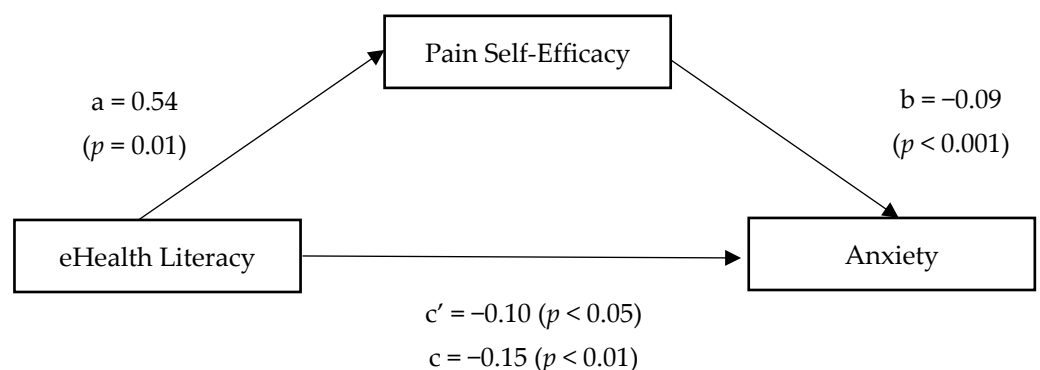 Pain Self-Efficacy
a = 0.54
(p = 0.01)
b = −0.09
(p < 0.001)
eHealth Literacy
Anxiety
c’ = −0.10 (p < 0.05)
c = −0.15 (p < 0.01)